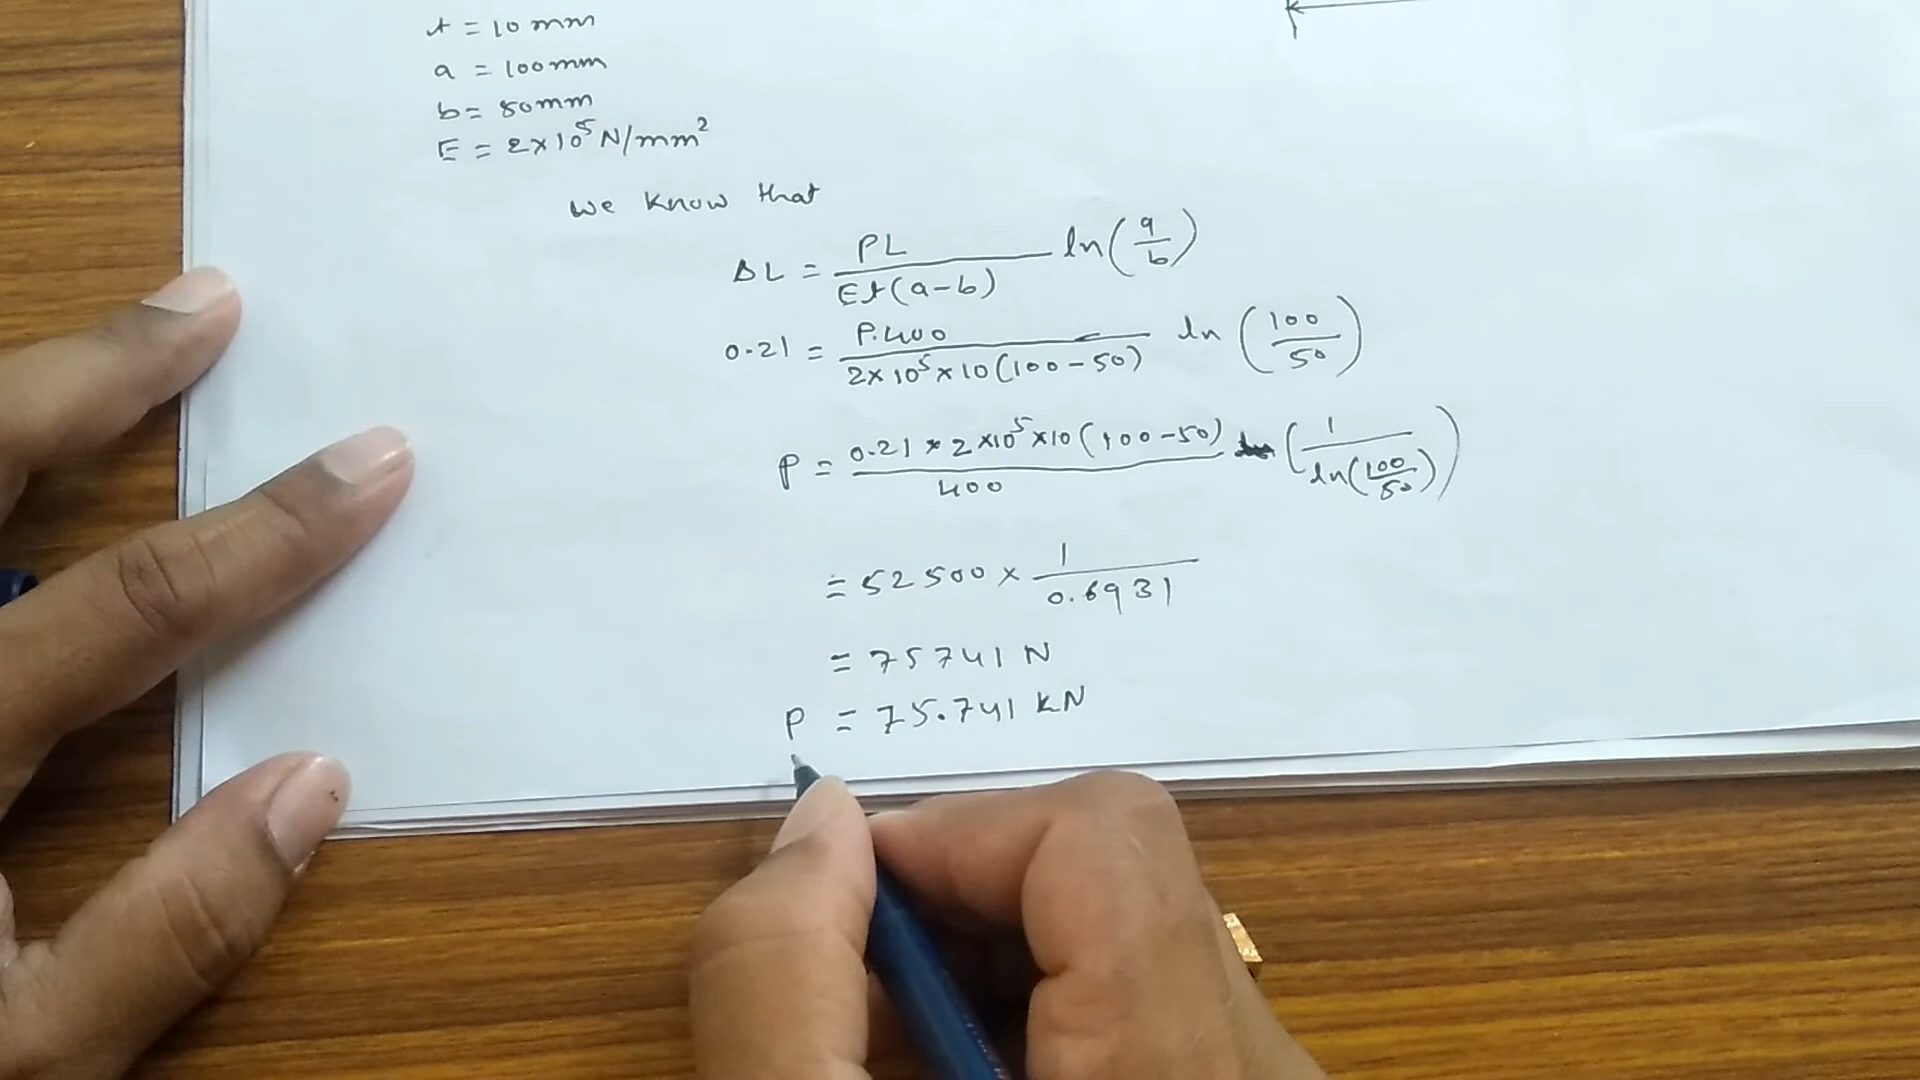 t = 10 mm
a = 100 mm
b = 50 mm
E = 2×10⁵ N/mm²
We know that
ΔL = PL / Et(a-b) ln(a/b)
0.21 = P.400 / 2×10⁵×10(100-50) ln(100/50)
P = 0.21×2×10⁵×10(100-50) / 400 (1 / ln(100/50))
= 52500 × 1 / 0.6931
= 75741 N
P = 75.741 KN